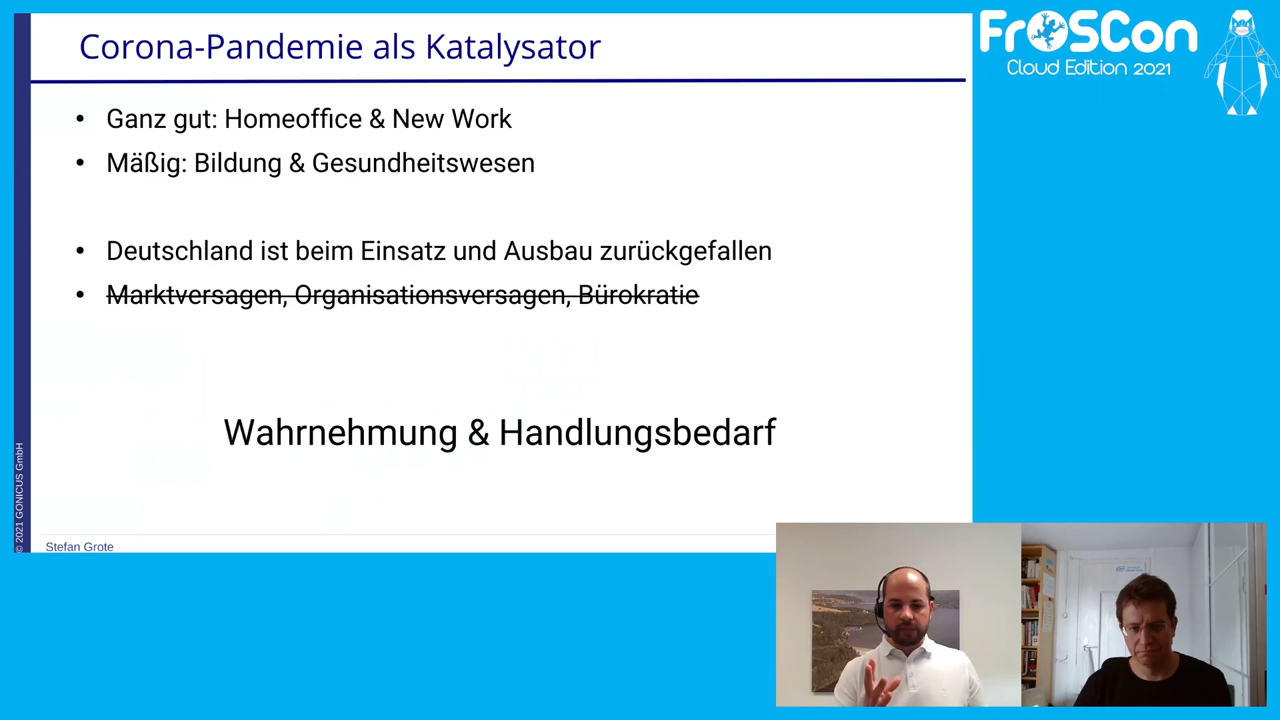 Corona-Pandemie als Katalysator
FrOSCon
Cloud Edition 2021
• Ganz gut: Homeoffice & New Work
• Mäßig: Bildung & Gesundheitswesen
• Deutschland ist beim Einsatz und Ausbau zurückgefallen
• Marktversagen, Organisationsversagen, Bürokratie
Wahrnehmung & Handlungsbedarf
© 2021 GONICUS GmbH
Stefan Grote